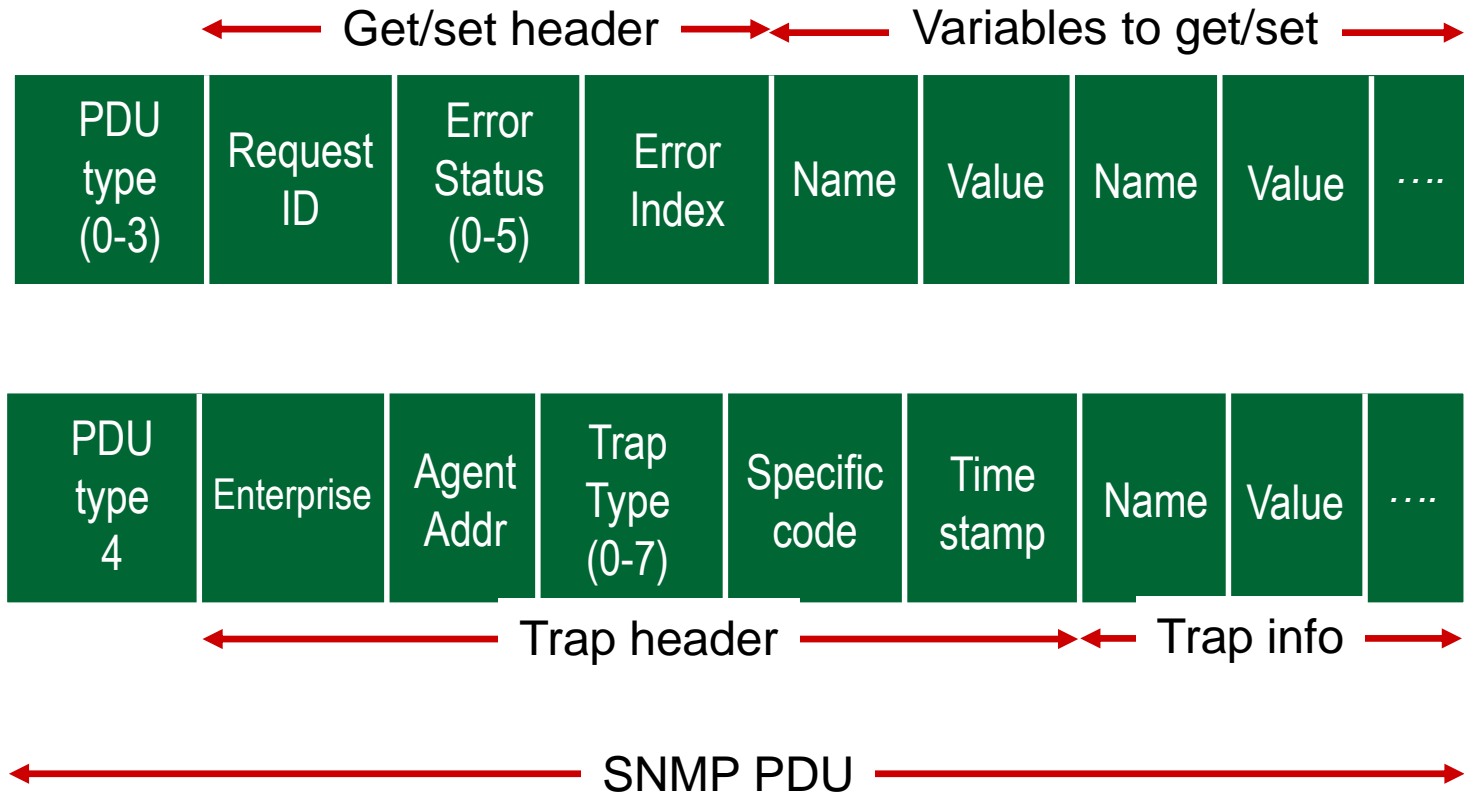 Get/set header
Variables to get/set
PDU
type
(0-3)
Request
ID
Error
Status
(0-5)
Error
Index
Name
Value
Name
Value
....
PDU
type
4
Enterprise
Agent
Addr
Trap
Type
(0-7)
Specific
code
Time
stamp
Name
Value
....
Trap header
Trap info
SNMP PDU